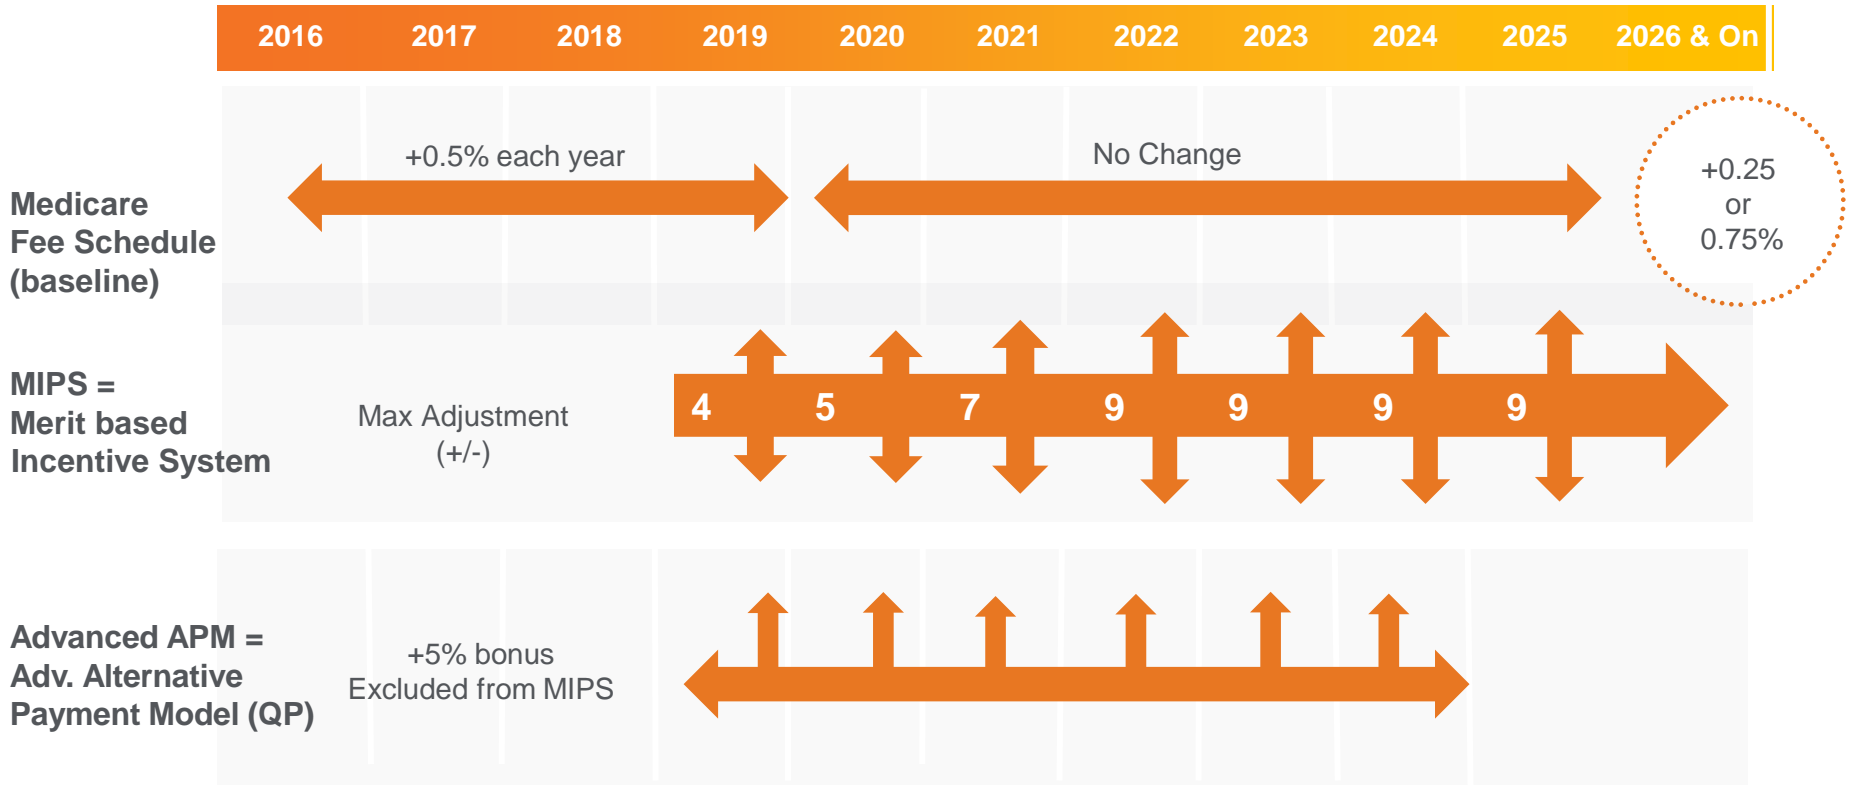 2016 2017 2018 2019 2020 2021 2022 2023 2024 2025 2026 & On
Medicare
Fee Schedule
(baseline)
+0.5% each year
No Change
+0.25
or
0.75%
MIPS =
Merit based
Incentive System
Max Adjustment
(+/-)
4 5 7 9 9 9 9
Advanced APM =
Adv. Alternative
Payment Model (QP)
+5% bonus
Excluded from MIPS